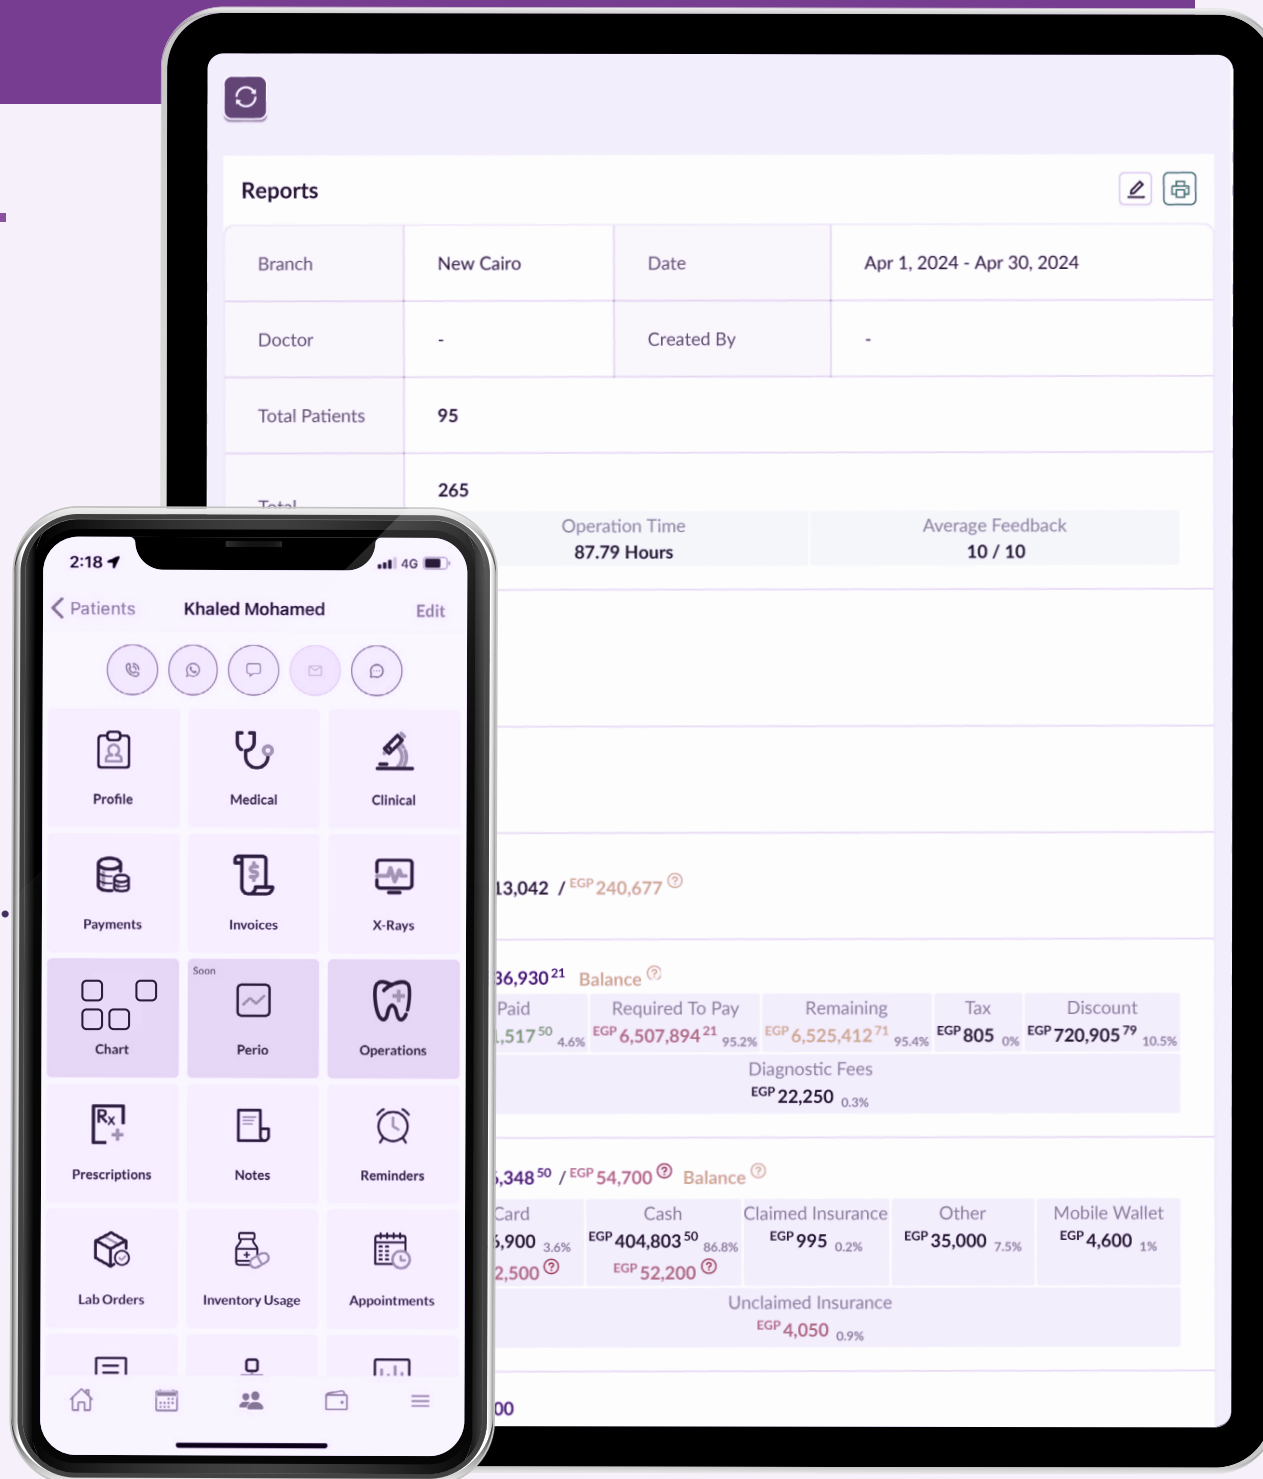 Reports
Branch New Cairo Date Apr 1, 2024 - Apr 30, 2024
Doctor - Created By -
Total Patients 95
265
Total
Operation Time Average Feedback
87.79 Hours 10 / 10
13,042 / EGP 240,677 ?
36,930 21 Balance ?
Paid Required To Pay Remaining Tax Discount
,517 50 4.6% EGP 6,507,894 21 95.2% EGP 6,525,412 71 95.4% EGP 805 0% EGP 720,905 79 10.5%
Diagnostic Fees
EGP 22,250 0.3%
,348 50 / EGP 54,700 ? Balance ?
Card Cash Claimed Insurance Other Mobile Wallet
,900 3.6% EGP 404,803 50 86.8% EGP 995 0.2% EGP 35,000 7.5% EGP 4,600 1%
2,500 ? EGP 52,200 ?
Unclaimed Insurance
EGP 4,050 0.9%
00
2:18 4G
Patients Khaled Mohamed Edit
Profile Medical Clinical
Payments Invoices X-Rays
Soon
Chart Perio Operations
Rx
Prescriptions Notes Reminders
Lab Orders Inventory Usage Appointments